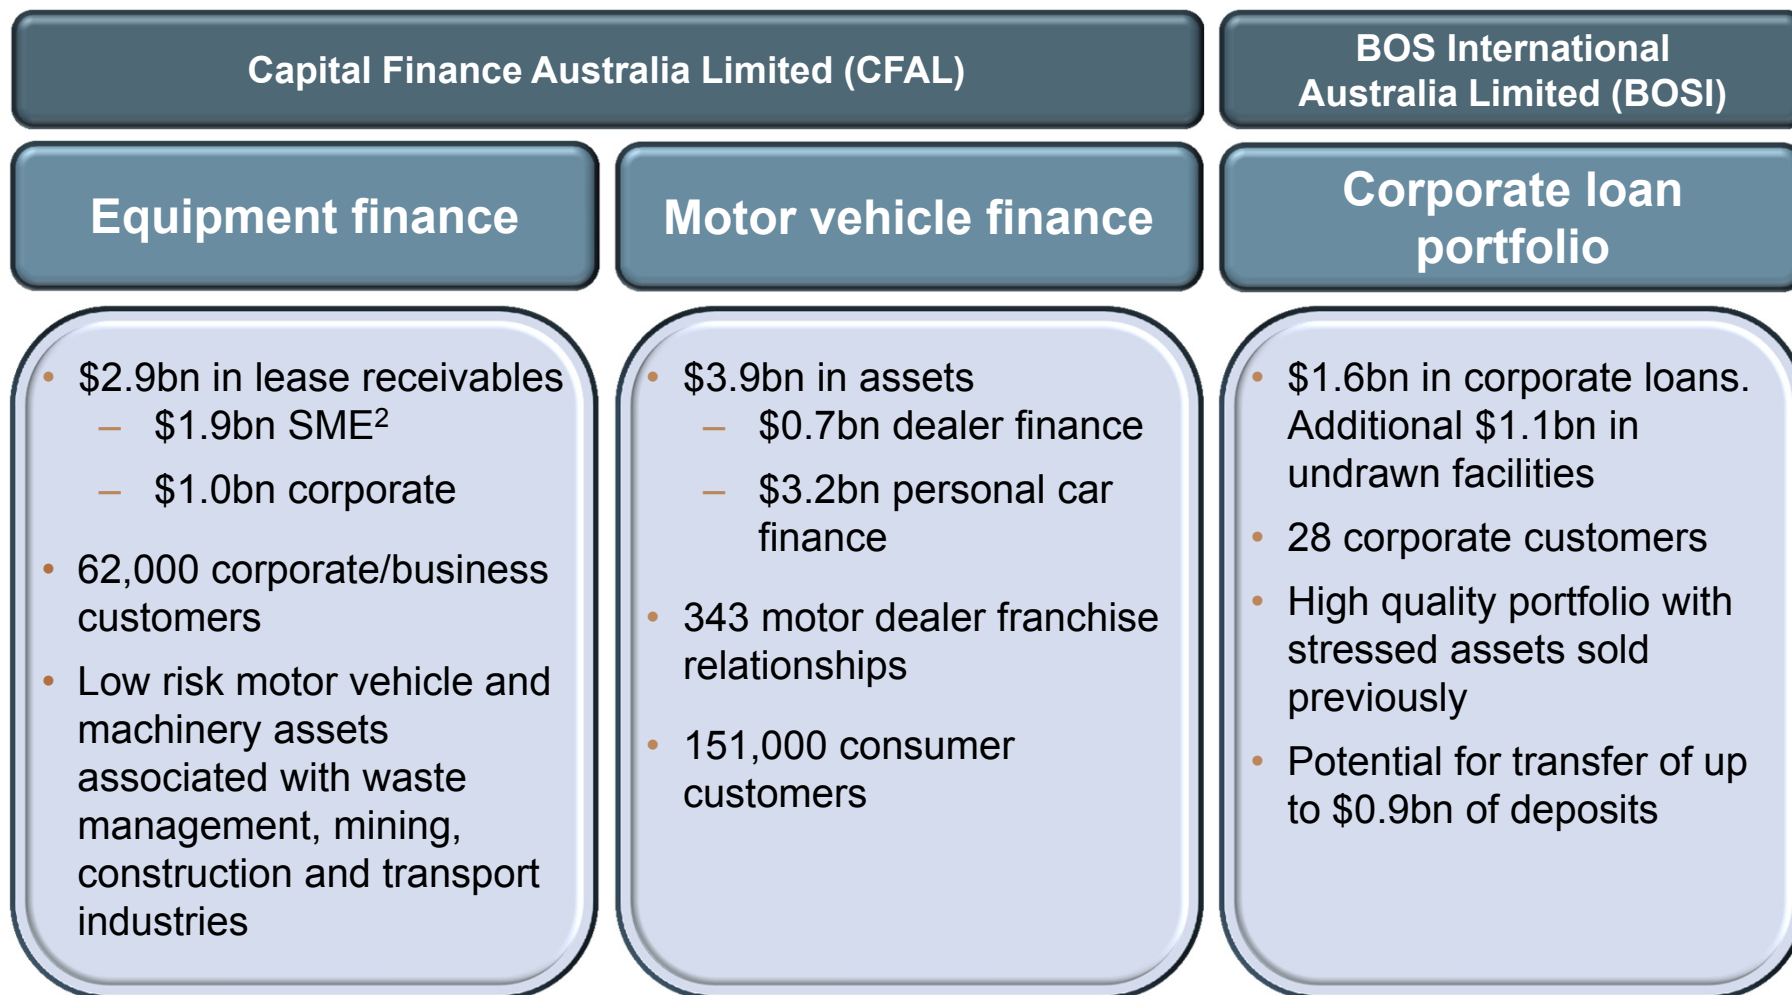 Capital Finance Australia Limited (CFAL)
BOS International
Australia Limited (BOSI)
Equipment finance
Motor vehicle finance
Corporate loan
portfolio
• $2.9bn in lease receivables
– $1.9bn SME²
– $1.0bn corporate
• 62,000 corporate/business
customers
• Low risk motor vehicle and
machinery assets
associated with waste
management, mining,
construction and transport
industries
• $3.9bn in assets
– $0.7bn dealer finance
– $3.2bn personal car
finance
• 343 motor dealer franchise
relationships
• 151,000 consumer
customers
• $1.6bn in corporate loans.
Additional $1.1bn in
undrawn facilities
• 28 corporate customers
• High quality portfolio with
stressed assets sold
previously
• Potential for transfer of up
to $0.9bn of deposits